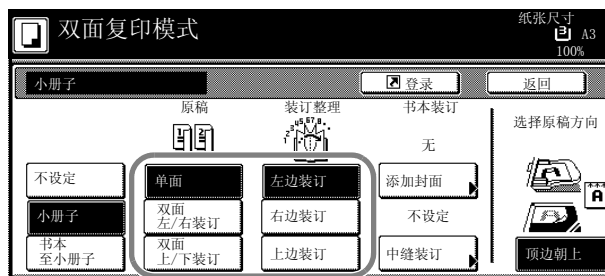 双面复印模式
纸张尺寸
A3
100%
小册子
登录
返回
原稿
装订整理
书本装订
选择原稿方向
无
不设定
单面
左边装订
添加封面
小册子
双面
左/右装订
右边装订
不设定
书本
至小册子
双面
上/下装订
上边装订
中缝装订
顶边朝上